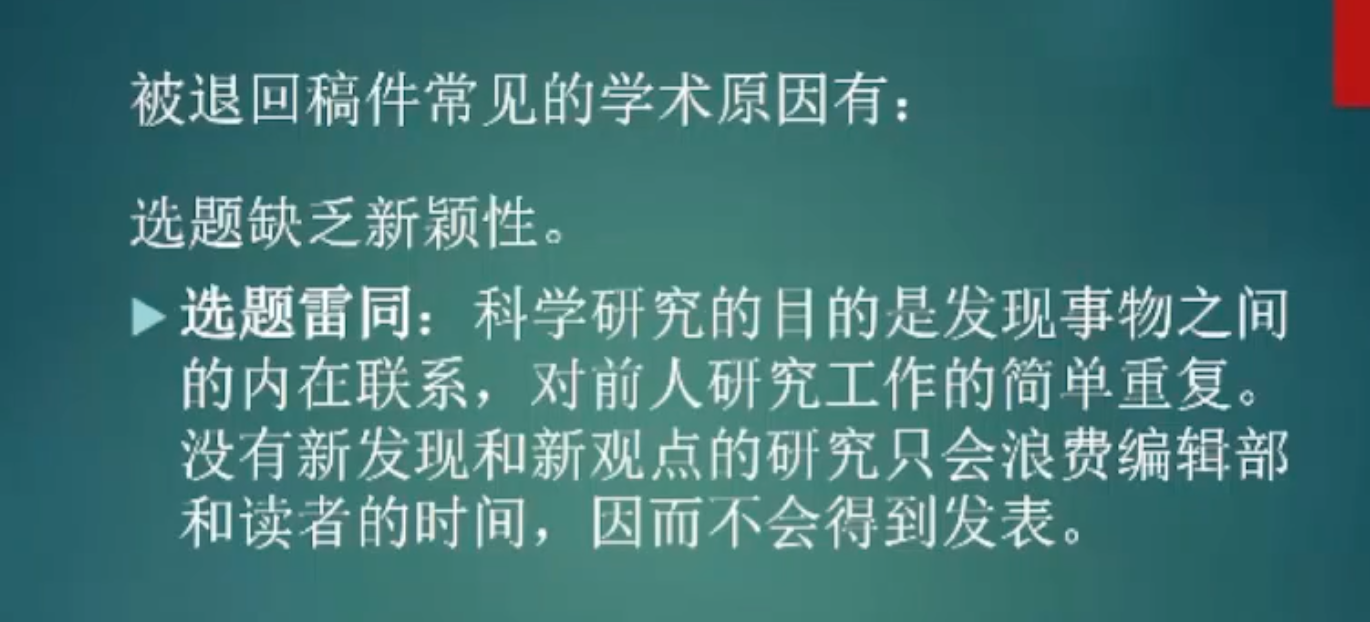 被退回稿件常见的学术原因有：
选题缺乏新颖性。
选题雷同：科学研究的目的是发现事物之间
的内在联系，对前人研究工作的简单重复。
没有新发现和新观点的研究只会浪费编辑部
和读者的时间，因而不会得到发表。